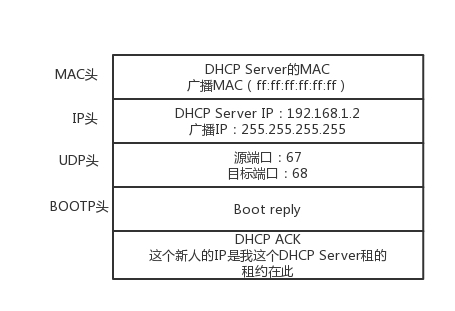 MAC头
DHCP Server的MAC
广播MAC（ff:ff:ff:ff:ff:ff）
IP头
DHCP Server IP：192.168.1.2
广播IP：255.255.255.255
UDP头
源端口：67
目标端口：68
BOOTP头
Boot reply
DHCP ACK
这个新人的IP是我这个DHCP Server租的
租约在此